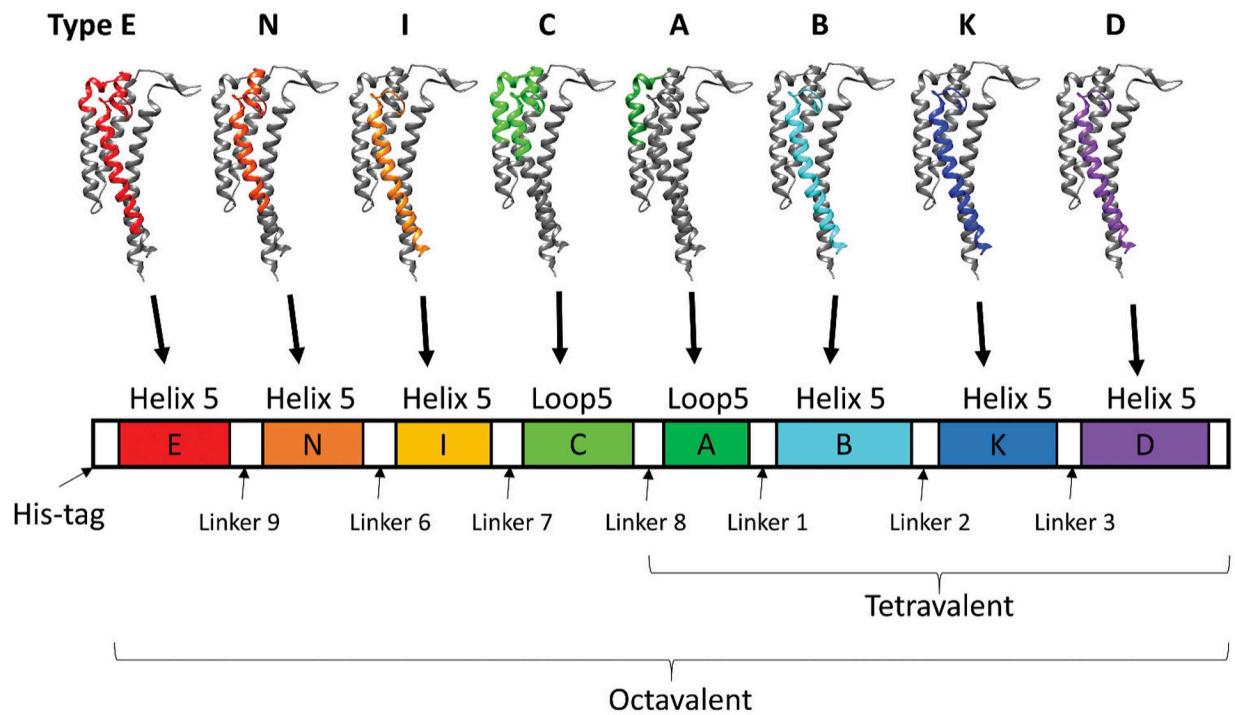 Type E N I C A B K D
Helix 5 Helix 5 Helix 5 Loop5 Loop5 Helix 5 Helix 5 Helix 5
E N I C A B K D
His-tag
Linker 9 Linker 6 Linker 7 Linker 8 Linker 1 Linker 2 Linker 3
Tetravalent
Octavalent